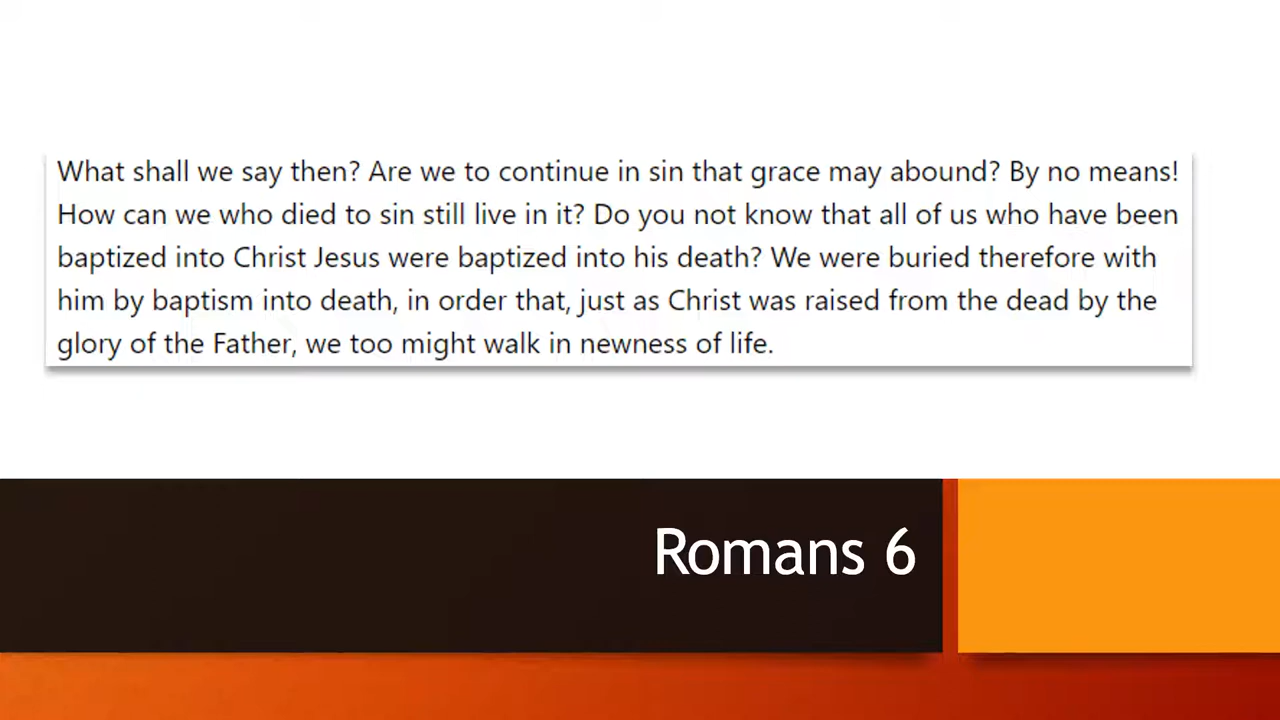 What shall we say then? Are we to continue in sin that grace may abound? By no means!
How can we who died to sin still live in it? Do you not know that all of us who have been
baptized into Christ Jesus were baptized into his death? We were buried therefore with
him by baptism into death, in order that, just as Christ was raised from the dead by the
glory of the Father, we too might walk in newness of life.
Romans 6